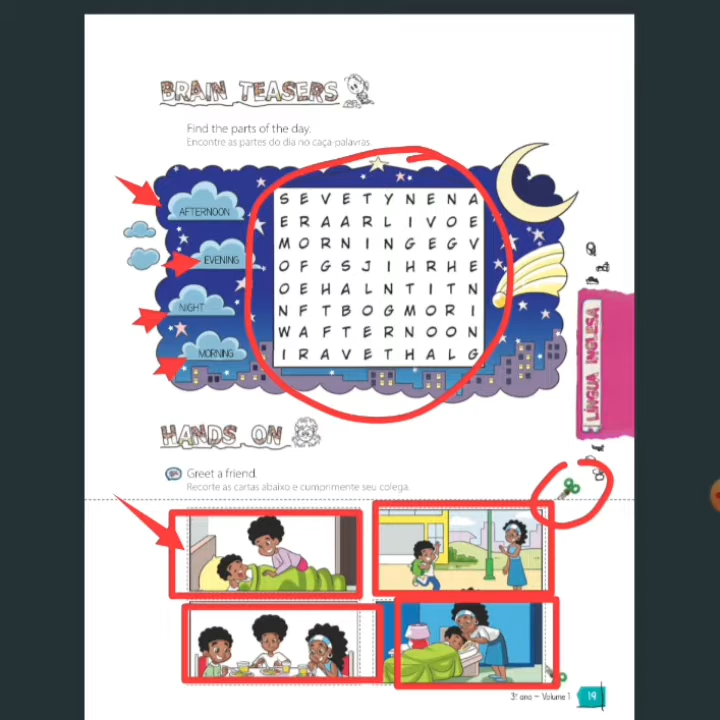 BRAIN TEASERS
Find the parts of the day.
Encontre as partes do dia no caça-palavras.
AFTERNOON
EVENING
NIGHT
MORNING
S E V E T Y N E N A
E R A A R L I V O E
M O R N I N G E G V
O F G S J I H R H E
O E H A L N T I T N
N F T B O G M O R I
W A F T E R N O O N
I R A V E T H A L G
LÍNGUA INGLESA
HANDS ON
Greet a friend.
Recorte as cartas abaixo e cumprimente seu colega.
3º ano – Volume 1
19